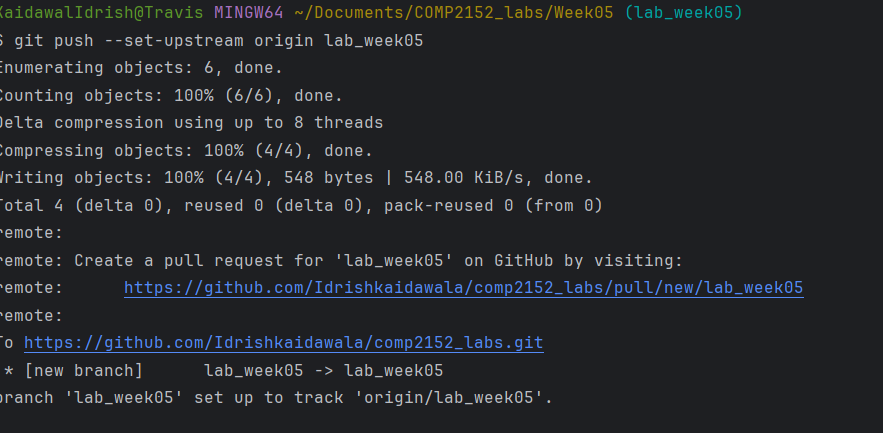 KaidawalIdrish@Travis MINGW64 ~/Documents/COMP2152_labs/Week05 (lab_week05)
$ git push --set-upstream origin lab_week05
Enumerating objects: 6, done.
Counting objects: 100% (6/6), done.
Delta compression using up to 8 threads
Compressing objects: 100% (4/4), done.
Writing objects: 100% (4/4), 548 bytes | 548.00 KiB/s, done.
Total 4 (delta 0), reused 0 (delta 0), pack-reused 0 (from 0)
remote:
remote: Create a pull request for 'lab_week05' on GitHub by visiting:
remote:      https://github.com/Idrishkaidawala/comp2152_labs/pull/new/lab_week05
remote:
To https://github.com/Idrishkaidawala/comp2152_labs.git
 * [new branch]      lab_week05 -> lab_week05
branch 'lab_week05' set up to track 'origin/lab_week05'.